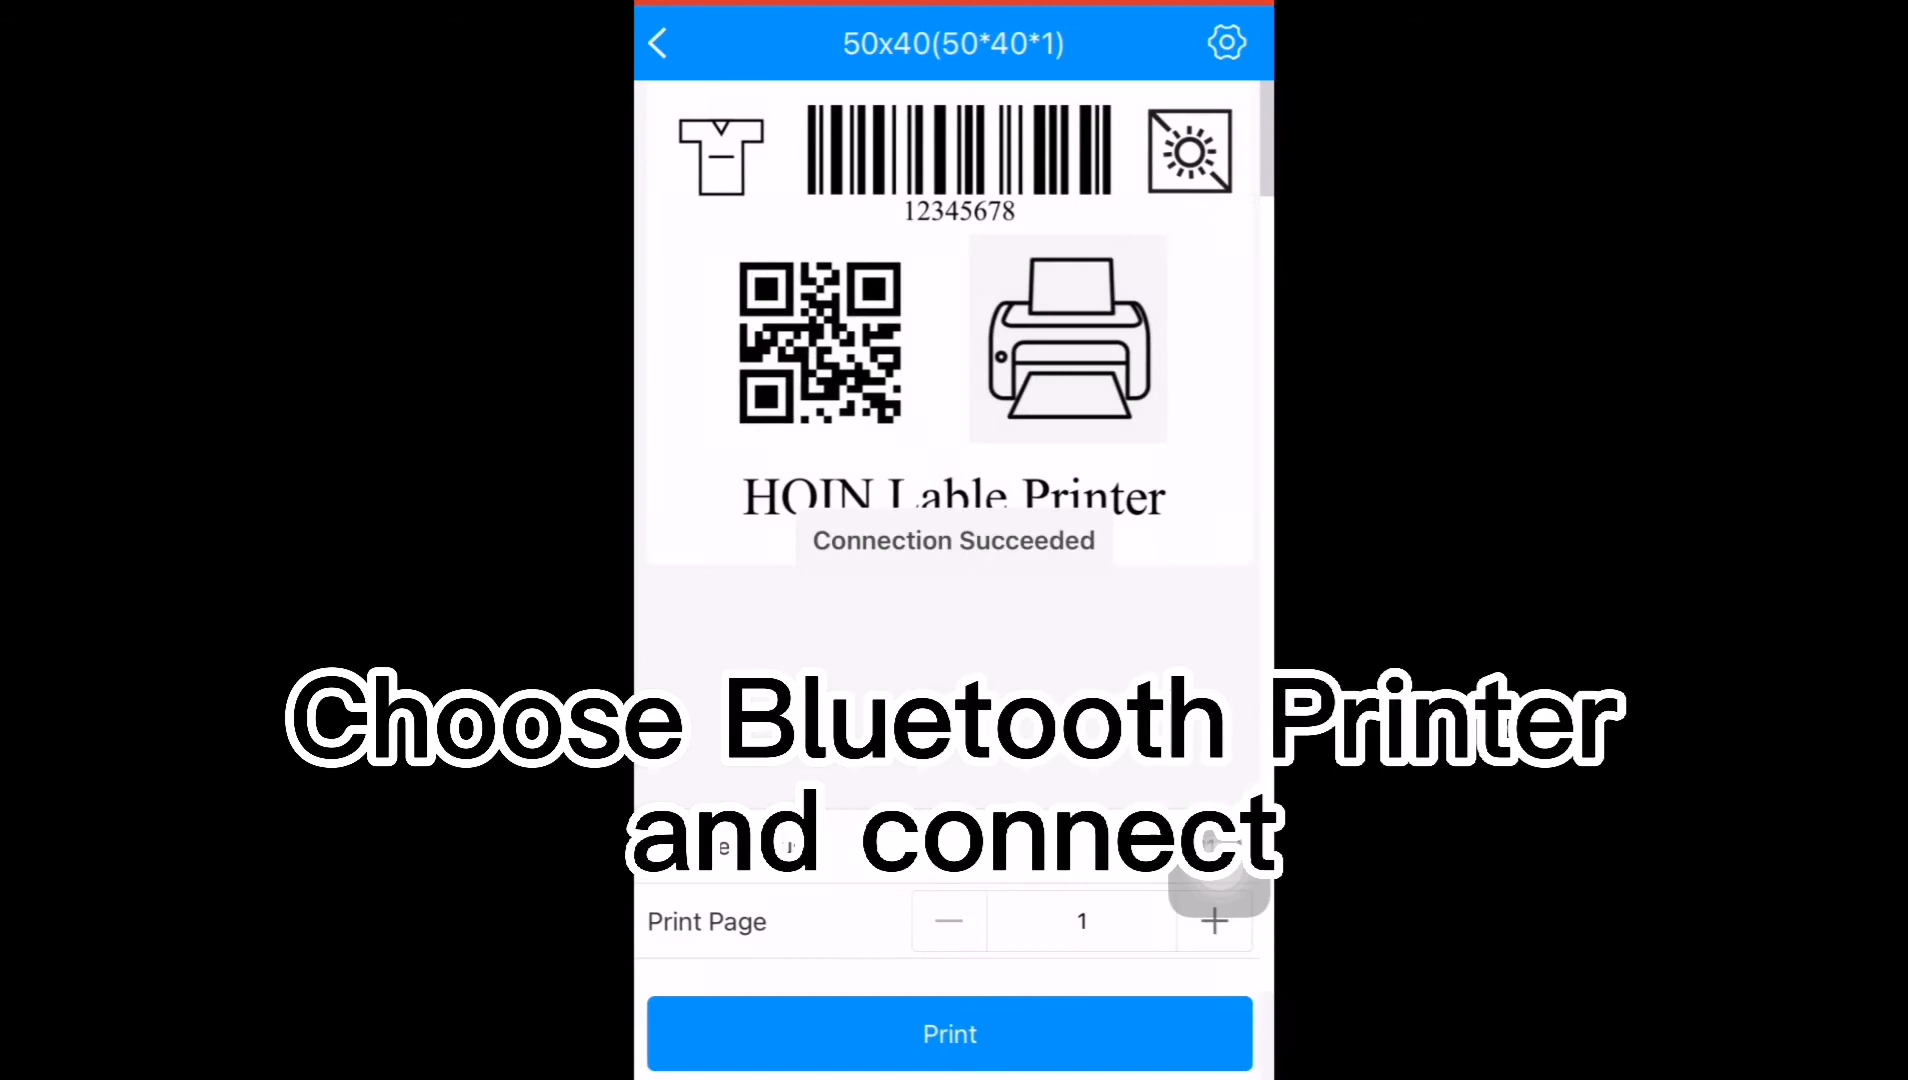 50x40(50*40*1)
12345678
HOIN Lable Printer
Connection Succeeded
Choose Bluetooth Printer
and connect
Print Page
1
Print